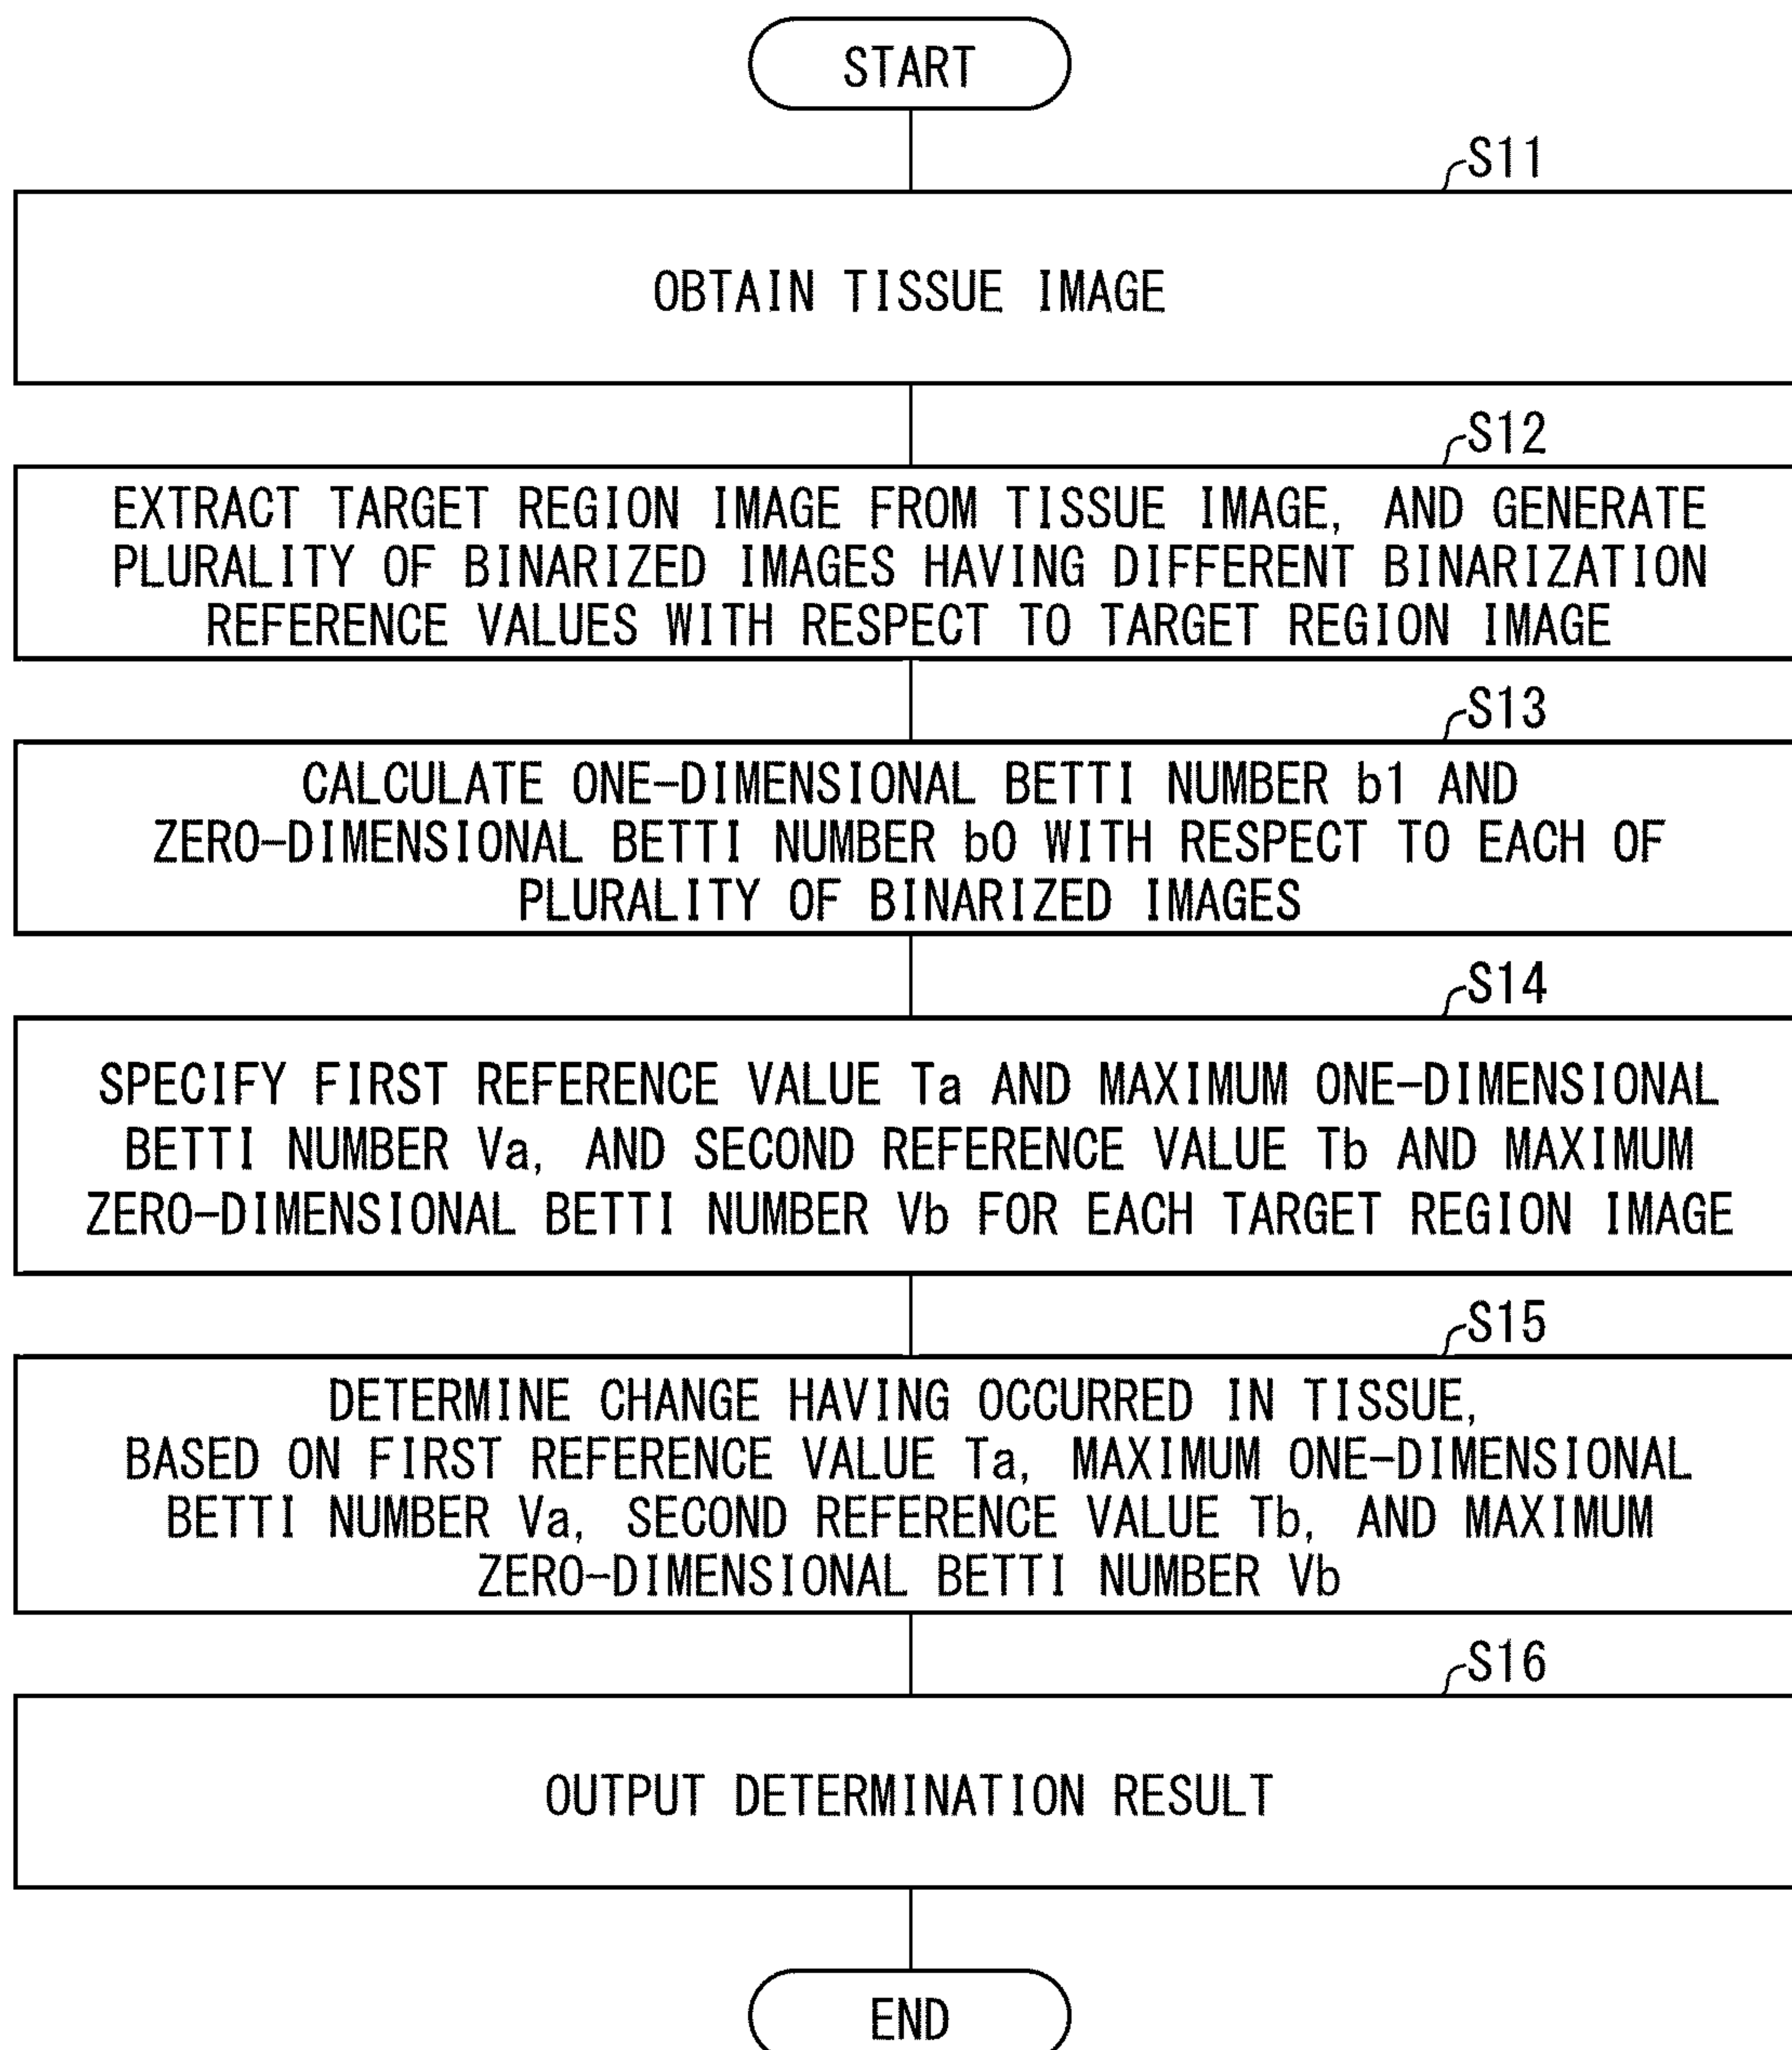 START
S11
OBTAIN TISSUE IMAGE
S12
EXTRACT TARGET REGION IMAGE FROM TISSUE IMAGE, AND GENERATE
PLURALITY OF BINARIZED IMAGES HAVING DIFFERENT BINARIZATION
REFERENCE VALUES WITH RESPECT TO TARGET REGION IMAGE
S13
CALCULATE ONE-DIMENSIONAL BETTI NUMBER b1 AND
ZERO-DIMENSIONAL BETTI NUMBER b0 WITH RESPECT TO EACH OF
PLURALITY OF BINARIZED IMAGES
S14
SPECIFY FIRST REFERENCE VALUE Ta AND MAXIMUM ONE-DIMENSIONAL
BETTI NUMBER Va, AND SECOND REFERENCE VALUE Tb AND MAXIMUM
ZERO-DIMENSIONAL BETTI NUMBER Vb FOR EACH TARGET REGION IMAGE
S15
DETERMINE CHANGE HAVING OCCURRED IN TISSUE,
BASED ON FIRST REFERENCE VALUE Ta, MAXIMUM ONE-DIMENSIONAL
BETTI NUMBER Va, SECOND REFERENCE VALUE Tb, AND MAXIMUM
ZERO-DIMENSIONAL BETTI NUMBER Vb
S16
OUTPUT DETERMINATION RESULT
END